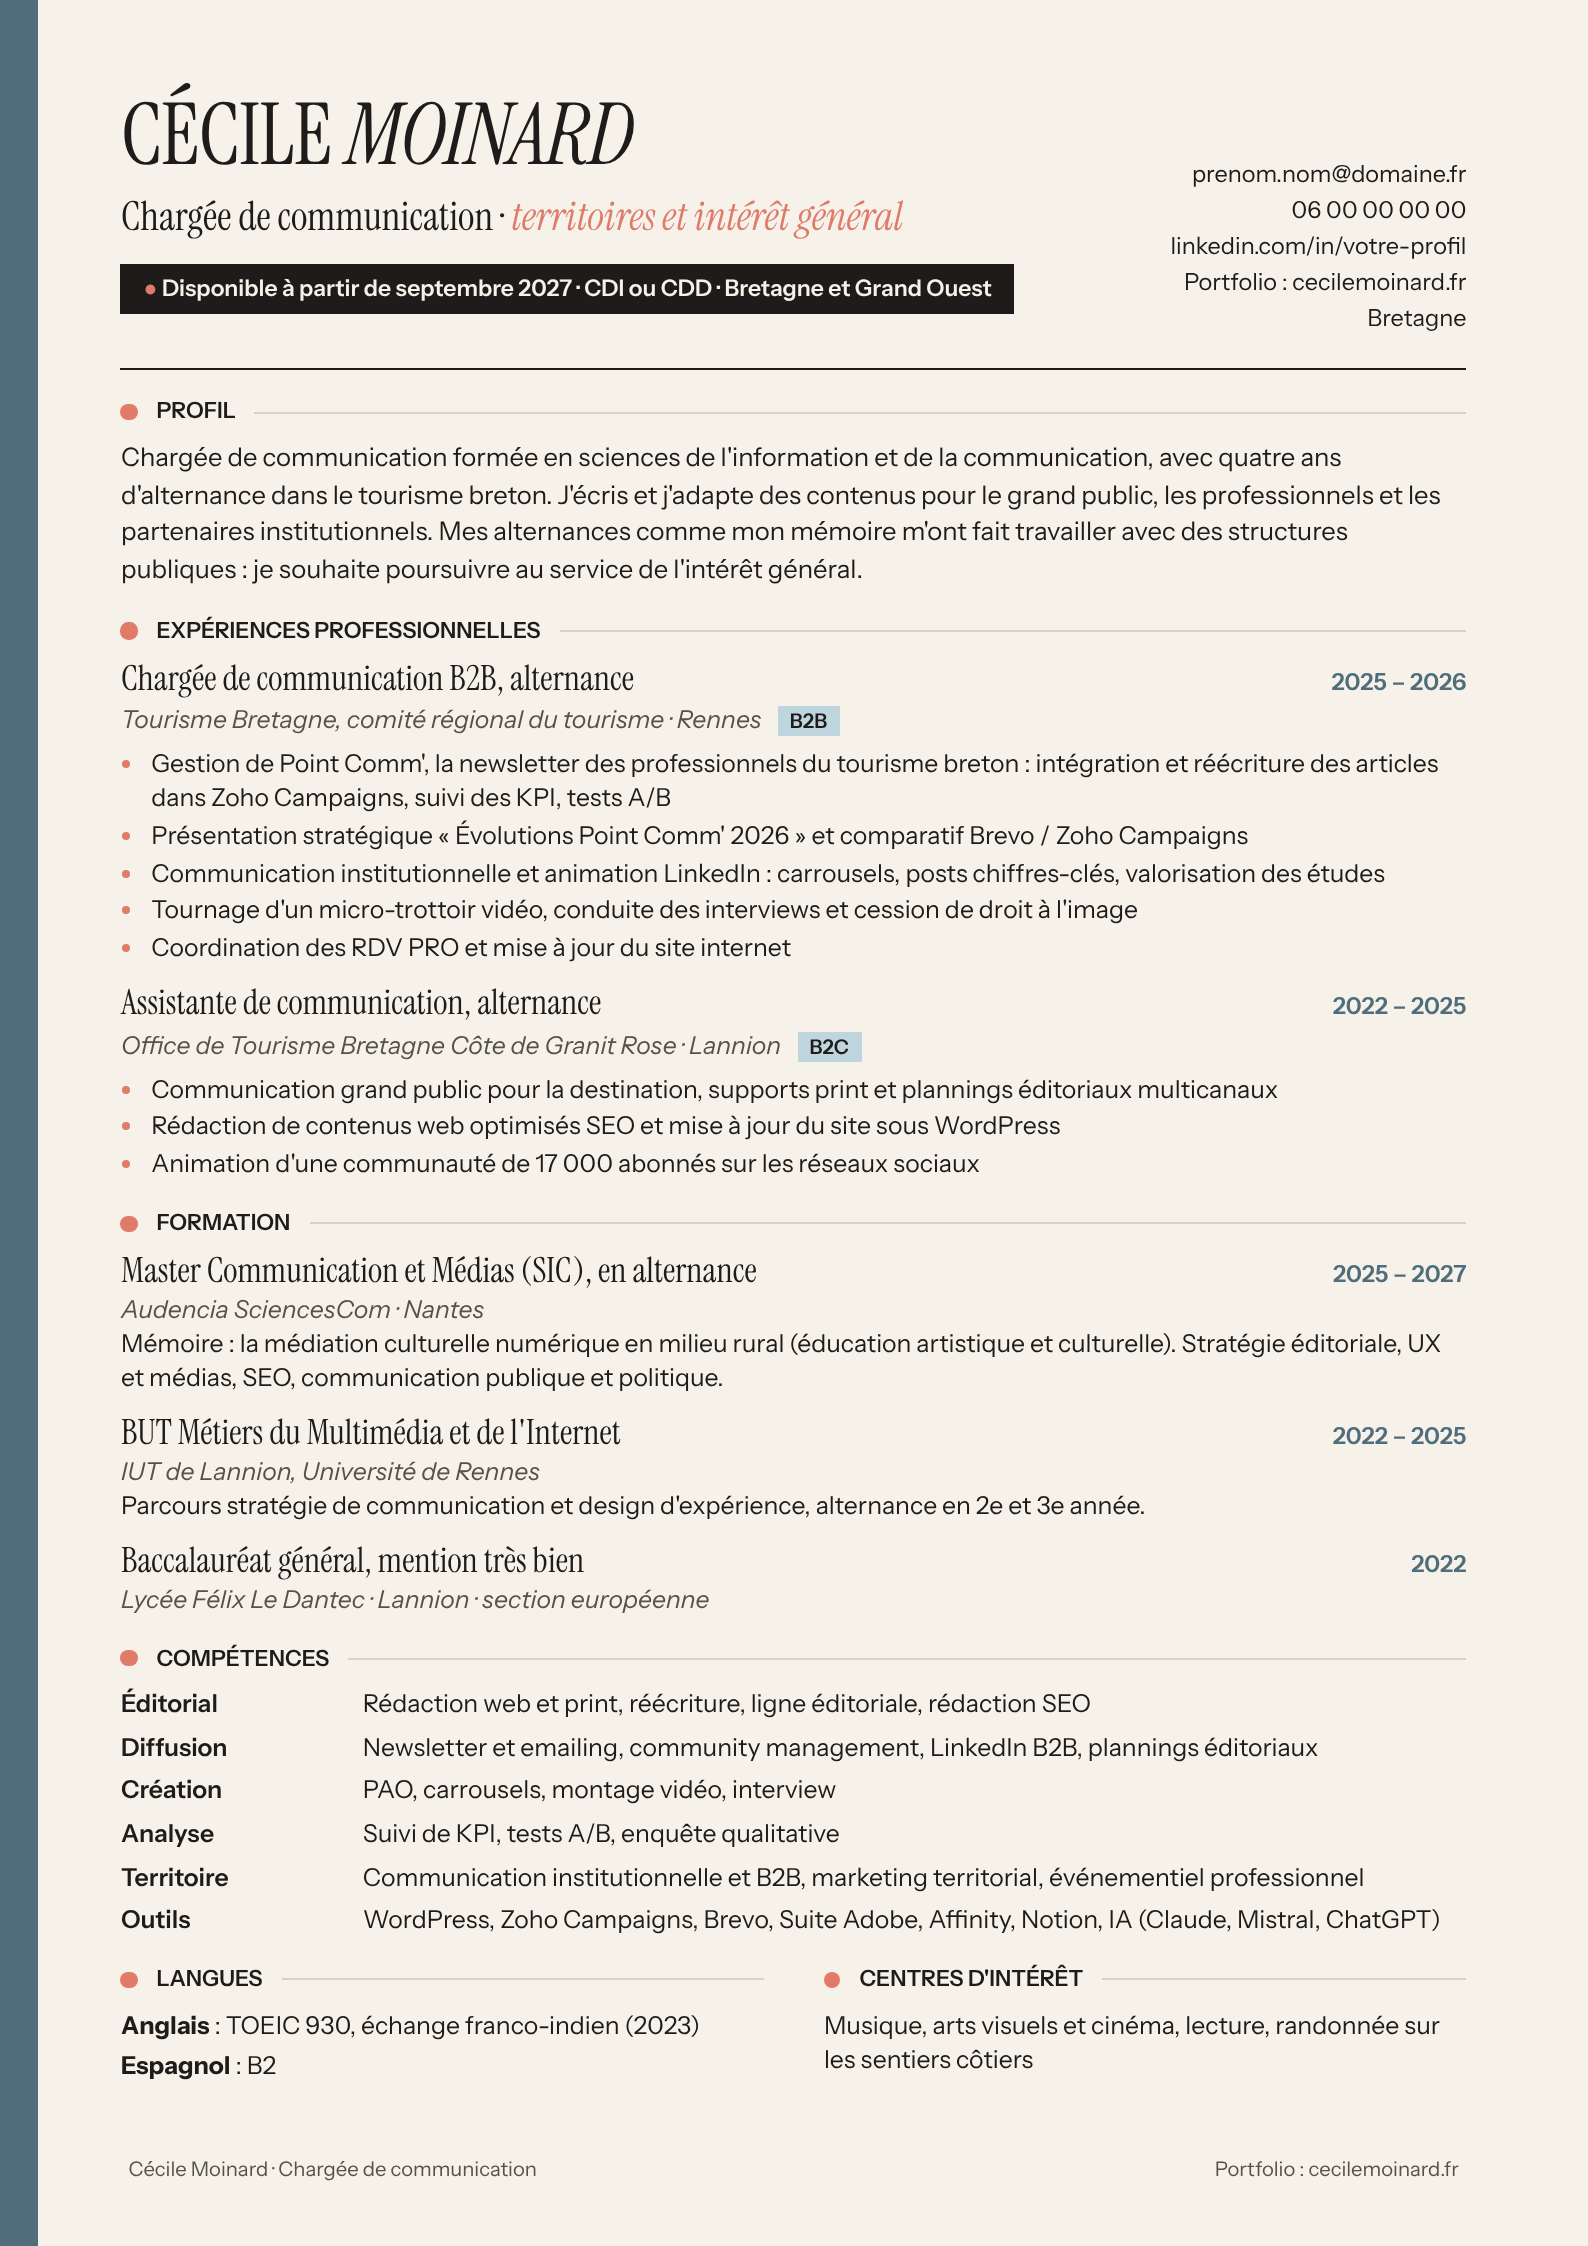 CÉCILE MOINARD
Chargée de communication · territoires et intérêt général
Disponible à partir de septembre 2027 · CDI ou CDD · Bretagne et Grand Ouest
prenom.nom@domaine.fr
06 00 00 00 00
linkedin.com/in/votre-profil
Portfolio : cecilemoinard.fr
Bretagne
PROFIL
Chargée de communication formée en sciences de l'information et de la communication, avec quatre ans
d'alternance dans le tourisme breton. J'écris et j'adapte des contenus pour le grand public, les professionnels et les
partenaires institutionnels. Mes alternances comme mon mémoire m'ont fait travailler avec des structures
publiques : je souhaite poursuivre au service de l'intérêt général.
EXPÉRIENCES PROFESSIONNELLES
Chargée de communication B2B, alternance 2025 – 2026
Tourisme Bretagne, comité régional du tourisme · Rennes B2B
• Gestion de Point Comm', la newsletter des professionnels du tourisme breton : intégration et réécriture des articles
dans Zoho Campaigns, suivi des KPI, tests A/B
• Présentation stratégique « Évolutions Point Comm' 2026 » et comparatif Brevo / Zoho Campaigns
• Communication institutionnelle et animation LinkedIn : carrousels, posts chiffres-clés, valorisation des études
• Tournage d'un micro-trottoir vidéo, conduite des interviews et cession de droit à l'image
• Coordination des RDV PRO et mise à jour du site internet
Assistante de communication, alternance 2022 – 2025
Office de Tourisme Bretagne Côte de Granit Rose · Lannion B2C
• Communication grand public pour la destination, supports print et plannings éditoriaux multicanaux
• Rédaction de contenus web optimisés SEO et mise à jour du site sous WordPress
• Animation d'une communauté de 17 000 abonnés sur les réseaux sociaux
FORMATION
Master Communication et Médias (SIC), en alternance 2025 – 2027
Audencia SciencesCom · Nantes
Mémoire : la médiation culturelle numérique en milieu rural (éducation artistique et culturelle). Stratégie éditoriale, UX
et médias, SEO, communication publique et politique.
BUT Métiers du Multimédia et de l'Internet 2022 – 2025
IUT de Lannion, Université de Rennes
Parcours stratégie de communication et design d'expérience, alternance en 2e et 3e année.
Baccalauréat général, mention très bien 2022
Lycée Félix Le Dantec · Lannion · section européenne
COMPÉTENCES
Éditorial Rédaction web et print, réécriture, ligne éditoriale, rédaction SEO
Diffusion Newsletter et emailing, community management, LinkedIn B2B, plannings éditoriaux
Création PAO, carrousels, montage vidéo, interview
Analyse Suivi de KPI, tests A/B, enquête qualitative
Territoire Communication institutionnelle et B2B, marketing territorial, événementiel professionnel
Outils WordPress, Zoho Campaigns, Brevo, Suite Adobe, Affinity, Notion, IA (Claude, Mistral, ChatGPT)
LANGUES
Anglais : TOEIC 930, échange franco-indien (2023)
Espagnol : B2
CENTRES D'INTÉRÊT
Musique, arts visuels et cinéma, lecture, randonnée sur
les sentiers côtiers
Cécile Moinard · Chargée de communication Portfolio : cecilemoinard.fr